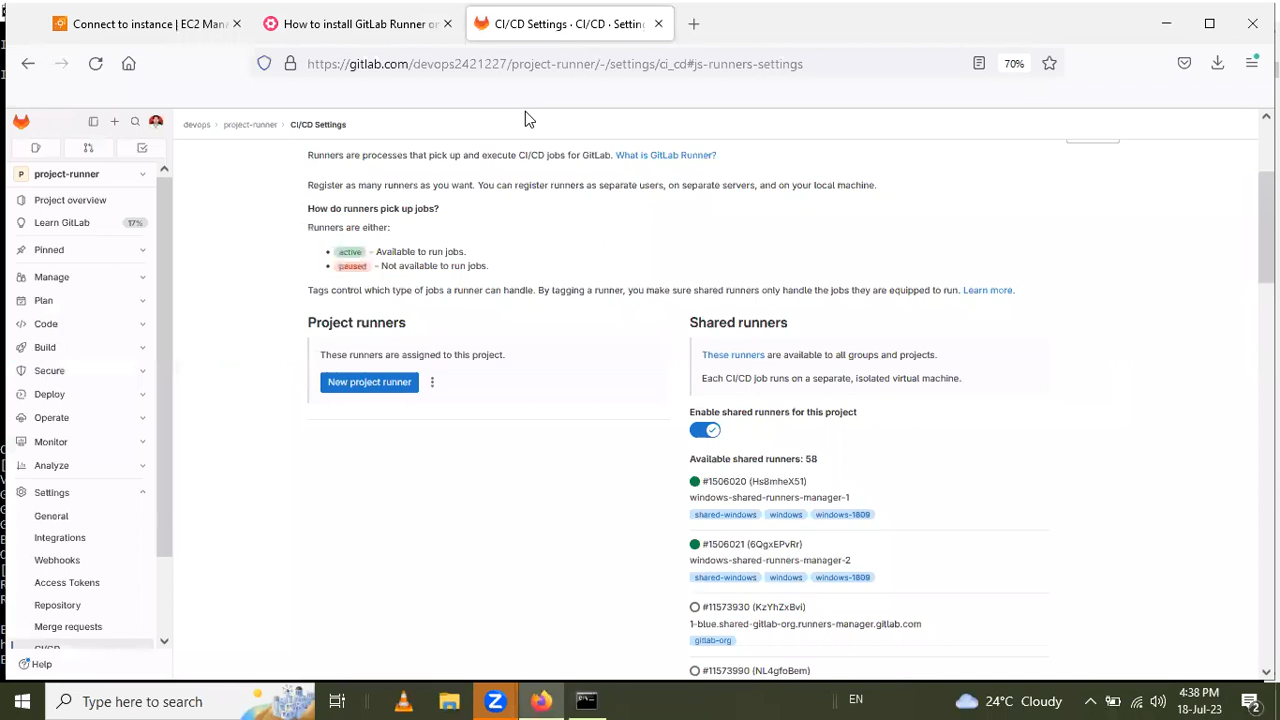 Connect to instance | EC2 Mana
How to install GitLab Runner on
CI/CD Settings · CI/CD · Settin
https://gitlab.com/devops2421227/project-runner/-/settings/ci_cd#js-runners-settings
70%
devops
project-runner
CI/CD Settings
P
project-runner
Project overview
Learn GitLab
17%
Pinned
Manage
Plan
Code
Build
Secure
Deploy
Operate
Monitor
Analyze
Settings
General
Integrations
Webhooks
Access Tokens
Repository
Merge requests
CI/CD
Help
Runners are processes that pick up and execute CI/CD jobs for GitLab. What is GitLab Runner?
Register as many runners as you want. You can register runners as separate users, on separate servers, and on your local machine.
How do runners pick up jobs?
Runners are either:
• active - Available to run jobs.
• paused - Not available to run jobs.
Tags control which type of jobs a runner can handle. By tagging a runner, you make sure shared runners only handle the jobs they are equipped to run. Learn more.
Project runners
These runners are assigned to this project.
New project runner
Shared runners
These runners are available to all groups and projects.
Each CI/CD job runs on a separate, isolated virtual machine.
Enable shared runners for this project
Available shared runners: 58
#1506020 (Hs8mheX51)
windows-shared-runners-manager-1
shared-windows windows windows-1809
#1506021 (6QgxEPvRr)
windows-shared-runners-manager-2
shared-windows windows windows-1809
#11573930 (KzYhZxBvi)
1-blue.shared-gitlab-org.runners-manager.gitlab.com
gitlab-org
#11573990 (NL4gfoBem)
Type here to search
EN
24°C Cloudy
4:38 PM
18-Jul-23
2